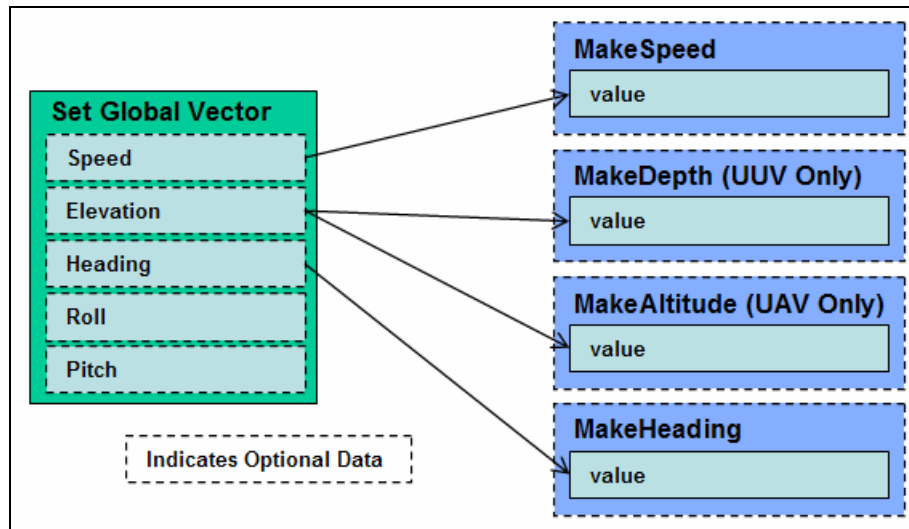 Set Global Vector
Speed
Elevation
Heading
Roll
Pitch
Indicates Optional Data
MakeSpeed
value
MakeDepth (UUV Only)
value
MakeAltitude (UAV Only)
value
MakeHeading
value